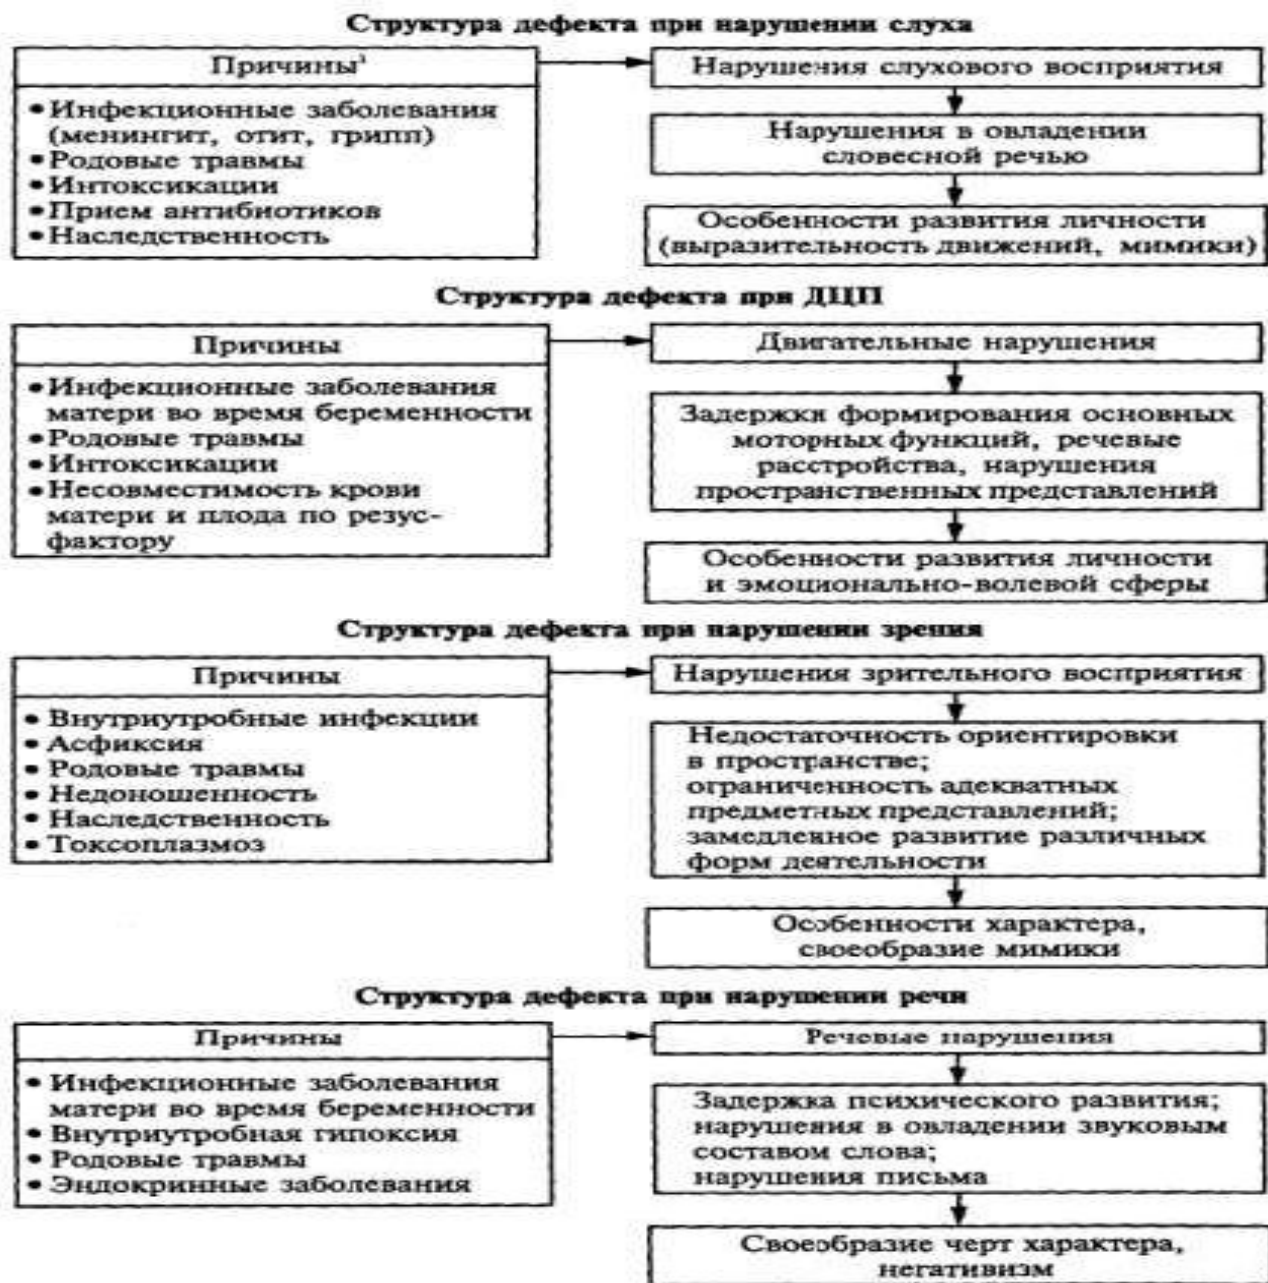 Структура дефекта при нарушении слуха
Причины¹
• Инфекционные заболевания
(менингит, отит, грипп)
• Родовые травмы
• Интоксикации
• Прием антибиотиков
• Наследственность
Нарушения слухового восприятия
Нарушения в овладении
словесной речью
Особенности развития личности
(выразительность движений, мимики)
Структура дефекта при ДЦП
Причины
• Инфекционные заболевания
матери во время беременности
• Родовые травмы
• Интоксикации
• Несовместимость крови
матери и плода по резус-
фактору
Двигательные нарушения
Задержки формирования основных
моторных функций, речевые
расстройства, нарушения
пространственных представлений
Особенности развития личности
и эмоционально-волевой сферы
Структура дефекта при нарушении зрения
Причины
• Внутриутробные инфекции
• Асфиксия
• Родовые травмы
• Недоношенность
• Наследственность
• Токсоплазмоз
Нарушения зрительного восприятия
Недостаточность ориентировки
в пространстве;
ограниченность адекватных
предметных представлений;
замедленное развитие различных
форм деятельности
Особенности характера,
своеобразие мимики
Структура дефекта при нарушении речи
Причины
• Инфекционные заболевания
матери во время беременности
• Внутриутробная гипоксия
• Родовые травмы
• Эндокринные заболевания
Речевые нарушения
Задержка психического развития;
нарушения в овладении звуковым
составом слова;
нарушения письма
Своеобразие черт характера,
негативизм